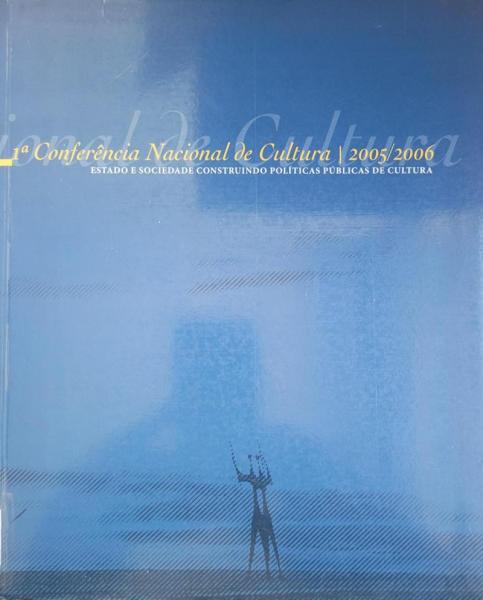 ional de Cultura
1ª Conferência Nacional de Cultura | 2005/2006
ESTADO E SOCIEDADE CONSTRUINDO POLÍTICAS PÚBLICAS DE CULTURA